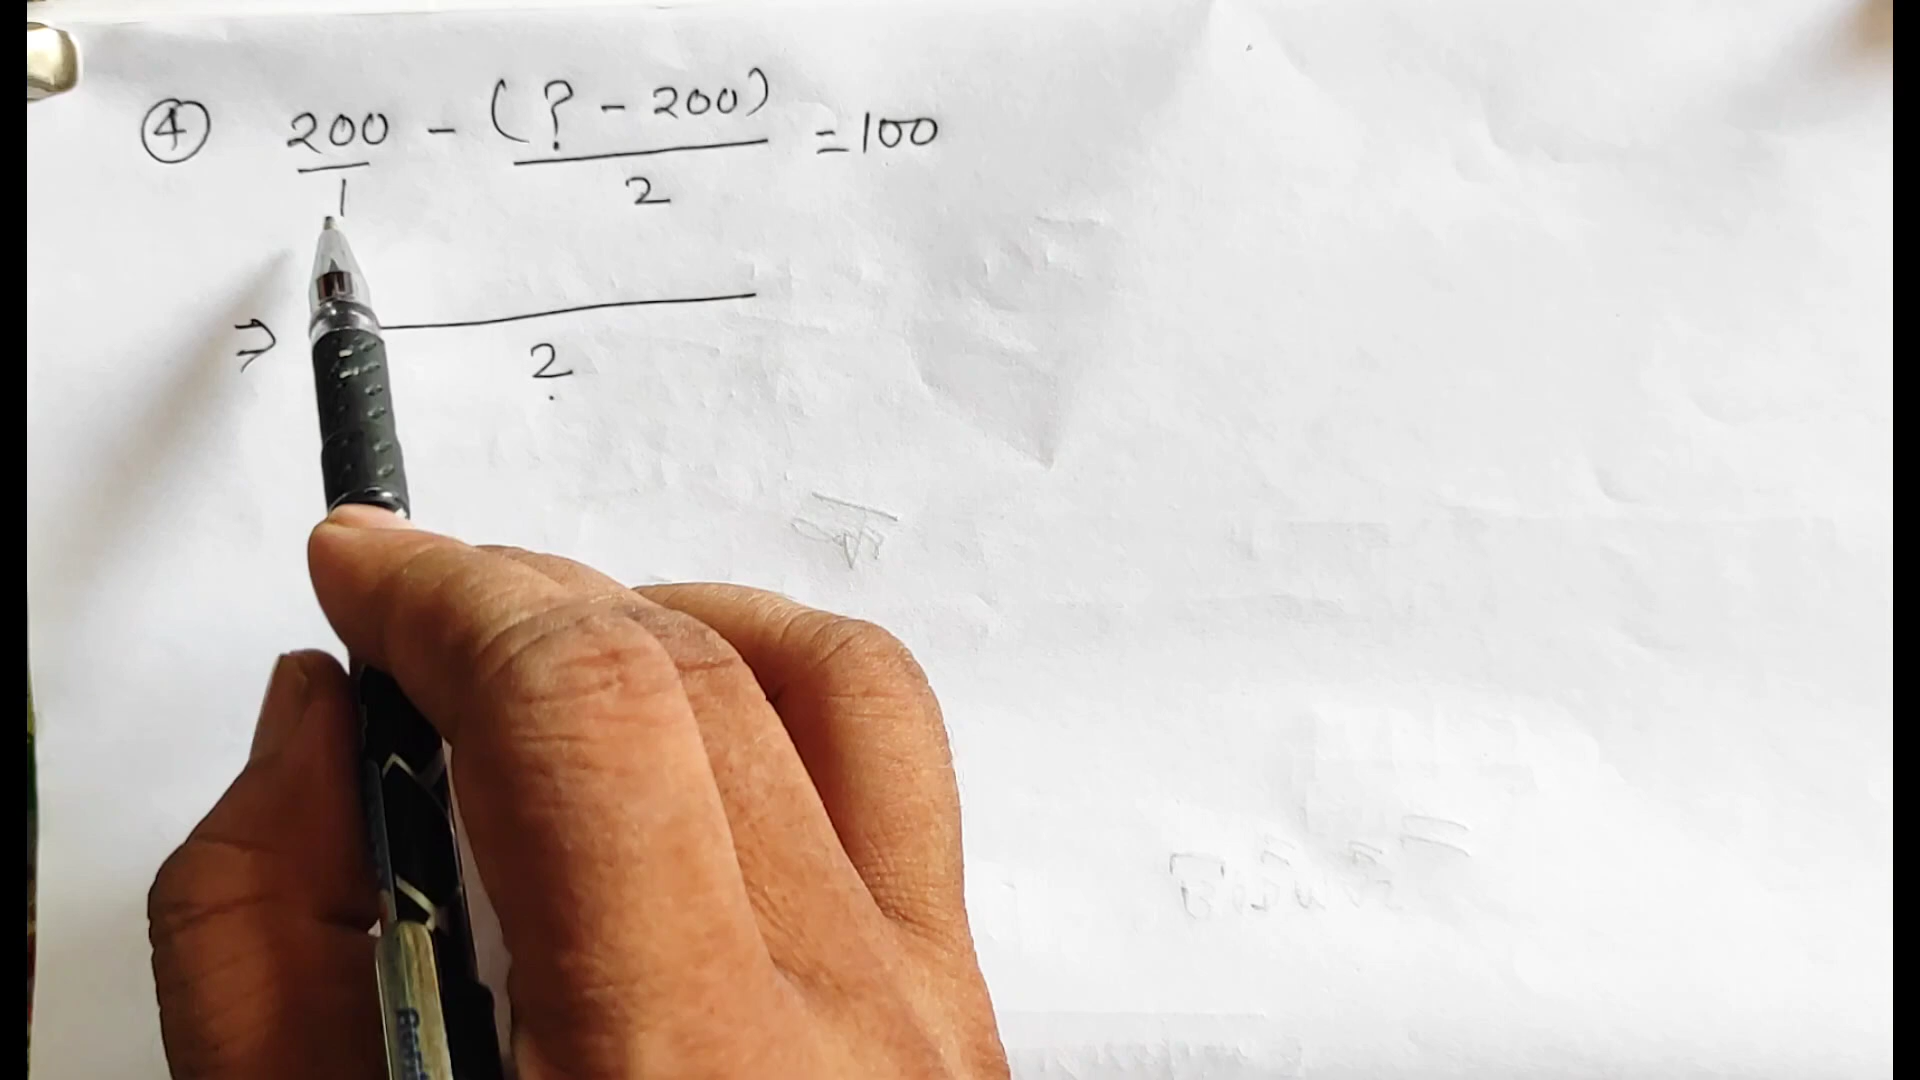 ④ 200/1 - (? - 200)/2 = 100
⇒ /2